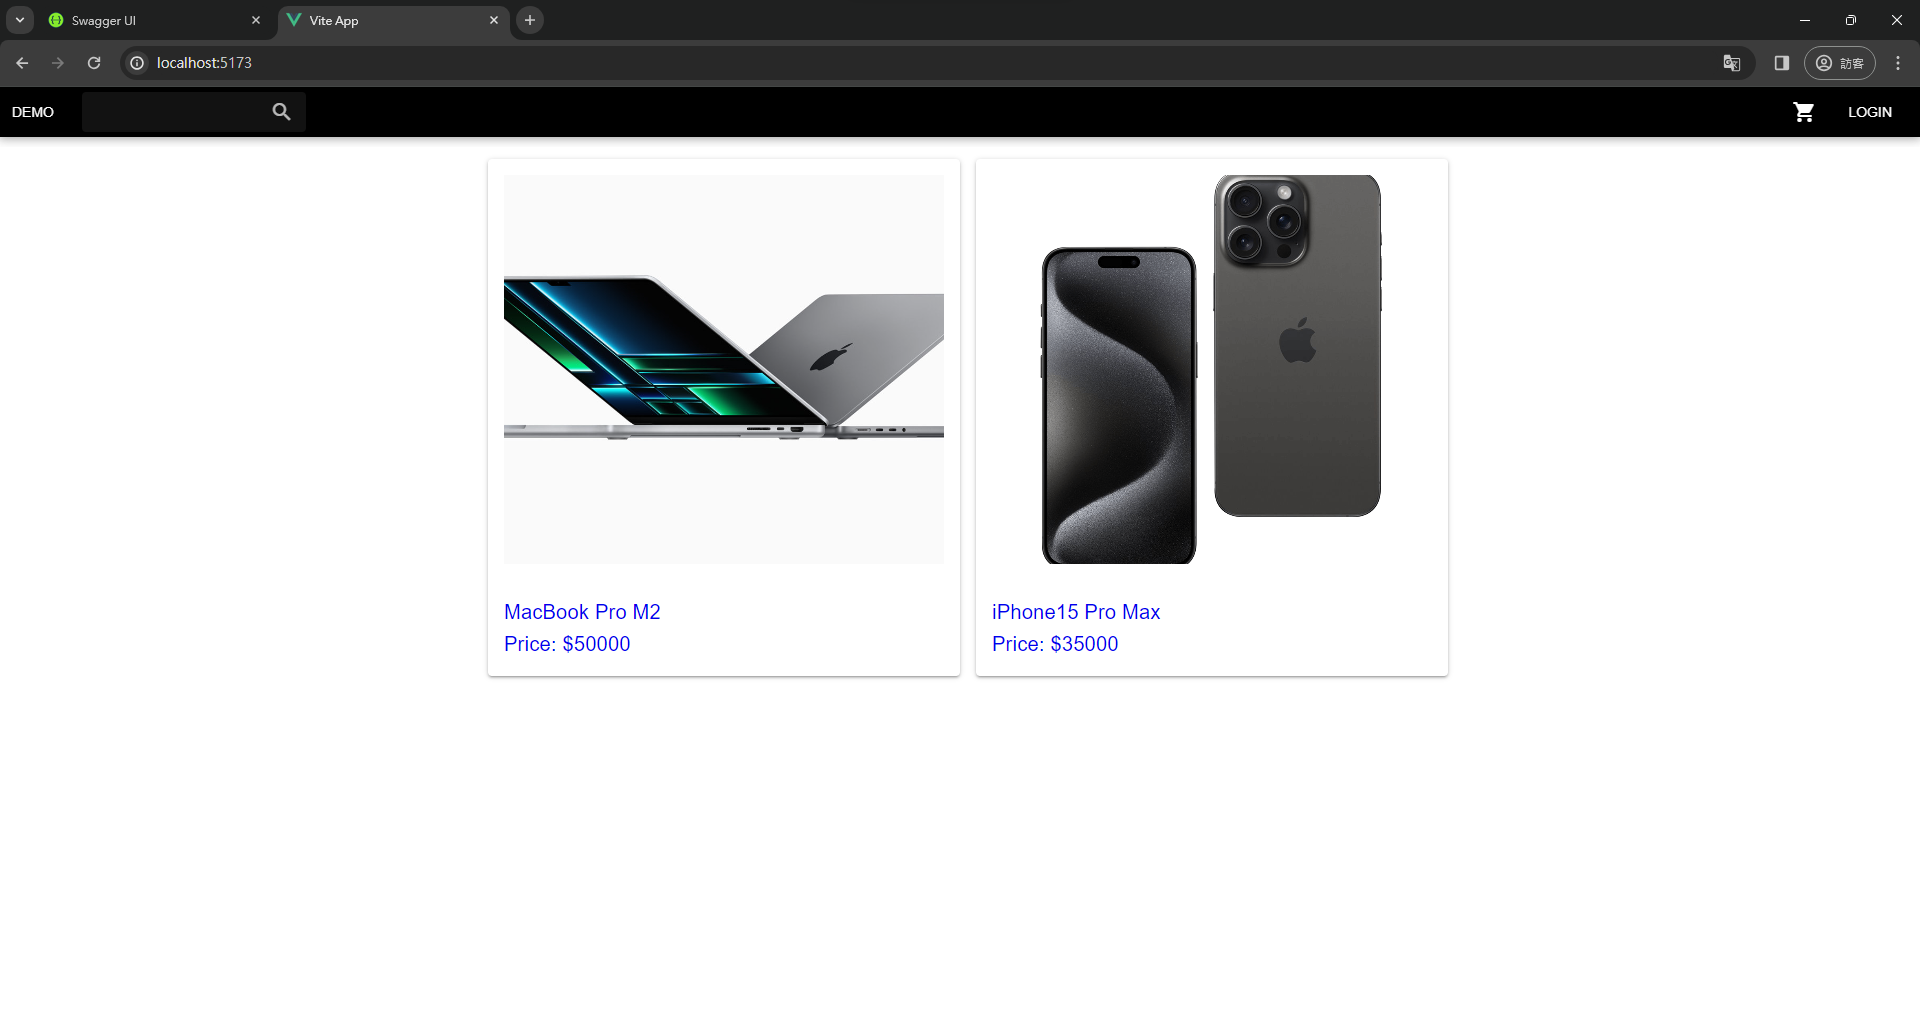 Swagger UI
Vite App
localhost:5173
訪客
DEMO
LOGIN
MacBook Pro M2
Price: $50000
iPhone15 Pro Max
Price: $35000